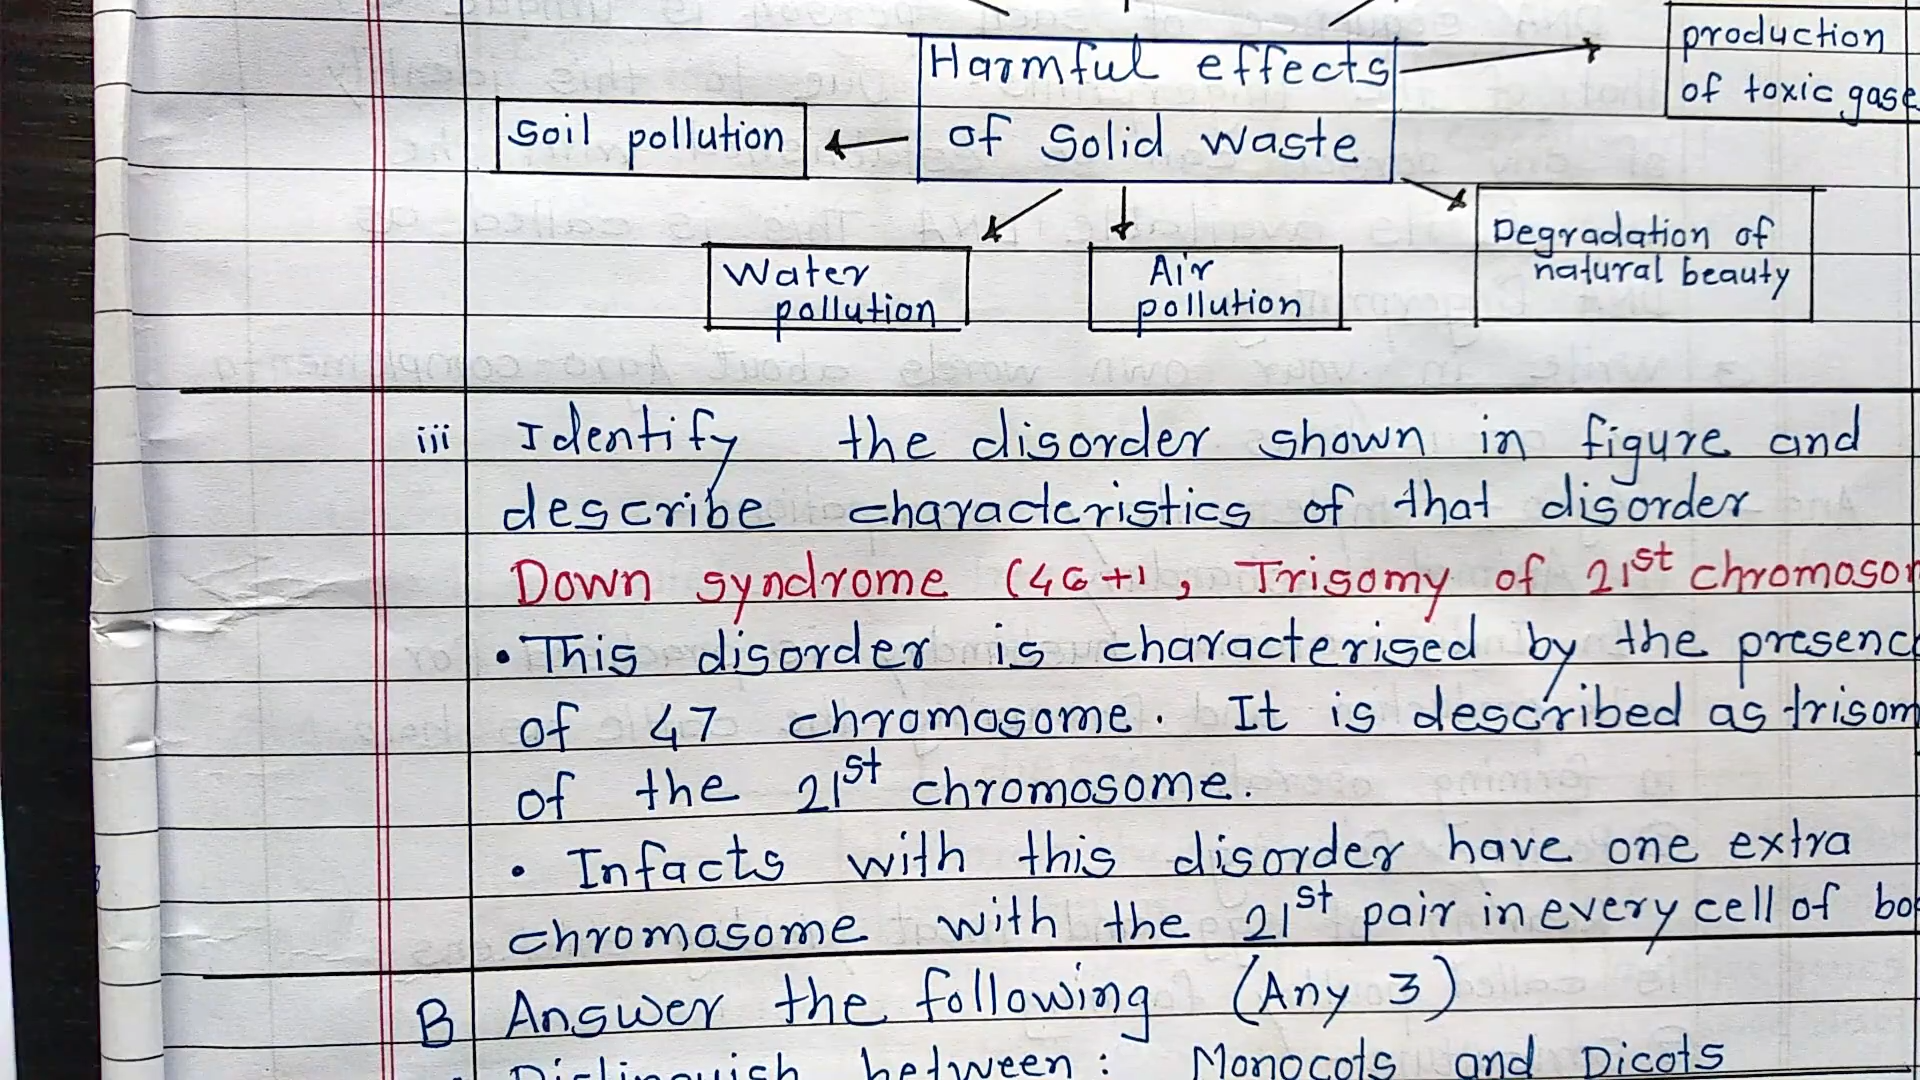 production
of toxic gase
Harmful effects
of Solid waste
Soil pollution
Water
pollution
Air
pollution
Degradation of
natural beauty
iii Identify the disorder shown in figure and
describe characteristics of that disorder
Down syndrome (46+1, Trisomy of 21st chromosom
• This disorder is characterised by the presenc
of 47 chromosome. It is described as trisom
of the 21st chromosome.
• Infacts with this disorder have one extra
chromosome with the 21st pair in every cell of bo
B Answer the following (Any 3)
Distinguish between: Monocots and Dicots